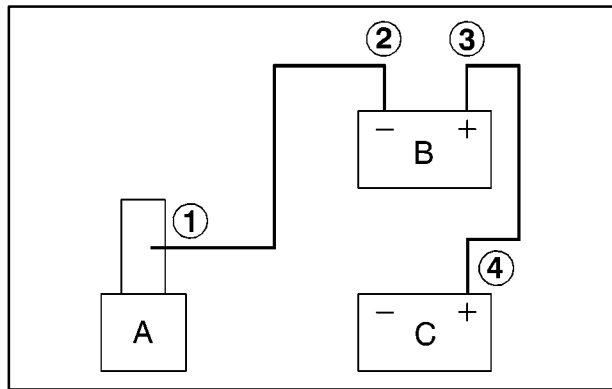 ② ③
− +
B
①
④
A
− +
C